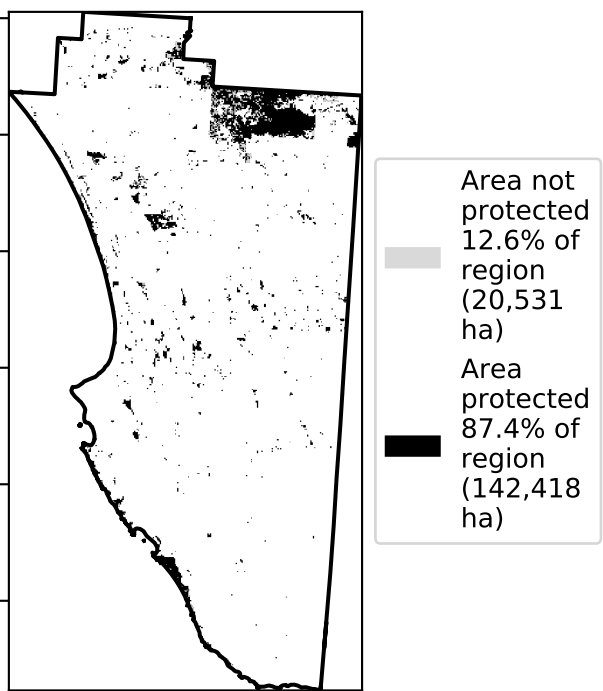 Area not
protected
12.6% of
region
(20,531
ha)
Area
protected
87.4% of
region
(142,418
ha)